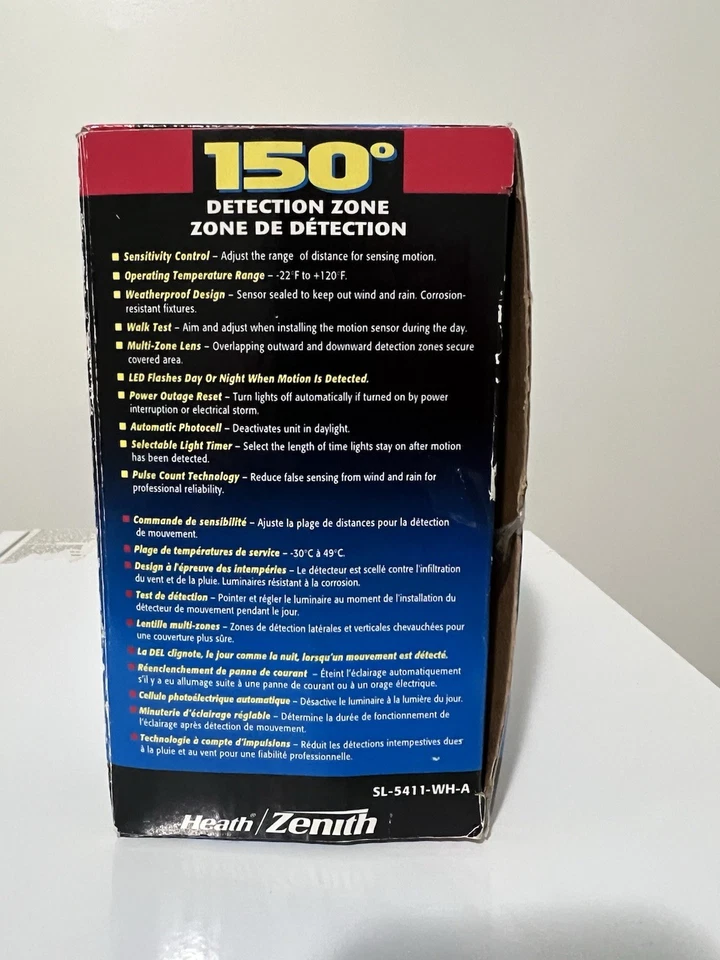 150°
DETECTION ZONE
ZONE DE DÉTECTION
Sensitivity Control – Adjust the range of distance for sensing motion.
Operating Temperature Range – -22°F to +120°F.
Weatherproof Design – Sensor sealed to keep out wind and rain. Corrosion-
resistant fixtures.
Walk Test – Aim and adjust when installing the motion sensor during the day.
Multi-Zone Lens – Overlapping outward and downward detection zones secure
covered area.
LED Flashes Day Or Night When Motion Is Detected.
Power Outage Reset – Turn lights off automatically if turned on by power
interruption or electrical storm.
Automatic Photocell – Deactivates unit in daylight.
Selectable Light Timer – Select the length of time lights stay on after motion
has been detected.
Pulse Count Technology – Reduce false sensing from wind and rain for
professional reliability.
Commande de sensibilité – Ajuste la plage de distances pour la détection
de mouvement.
Plage de températures de service – -30°C à 49°C.
Design à l'épreuve des intempéries – Le détecteur est scellé contre l'infiltration
du vent et de la pluie. Luminaires résistant à la corrosion.
Test de détection – Pointer et régler le luminaire au moment de l'installation du
détecteur de mouvement pendant le jour.
Lentille multi-zones – Zones de détection latérales et verticales chevauchées pour
une couverture plus sûre.
La DEL clignote, le jour comme la nuit, lorsqu'un mouvement est détecté.
Réenclenchement de panne de courant – Éteint l'éclairage automatiquement
s'il y a eu allumage suite à une panne de courant ou à un orage électrique.
Cellule photoélectrique automatique – Désactive le luminaire à la lumière du jour.
Minuterie d'éclairage réglable – Détermine la durée de fonctionnement de
l'éclairage après détection de mouvement.
Technologie à compte d'impulsions – Réduit les détections intempestives dues
à la pluie et au vent pour une fiabilité professionnelle.
SL-5411-WH-A
Heath®/Zenith